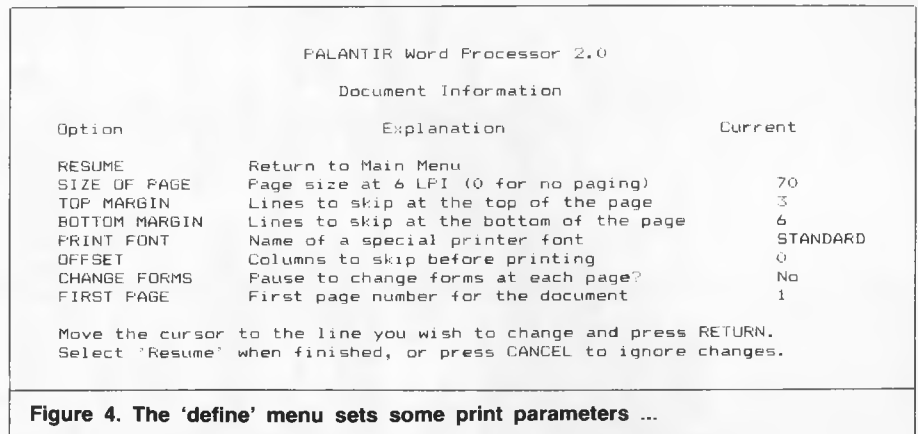 PALANTIR Word Processor 2.0
Document Information
Option Explanation Current
RESUME Return to Main Menu
SIZE OF PAGE Page size at 6 LPI (0 for no paging) 70
TOP MARGIN Lines to skip at the top of the page 3
BOTTOM MARGIN Lines to skip at the bottom of the page 6
PRINT FONT Name of a special printer font STANDARD
OFFSET Columns to skip before printing 0
CHANGE FORMS Pause to change forms at each page? No
FIRST PAGE First page number for the document 1
Move the cursor to the line you wish to change and press RETURN.
Select 'Resume' when finished, or press CANCEL to ignore changes.
Figure 4. The 'define' menu sets some print parameters ...